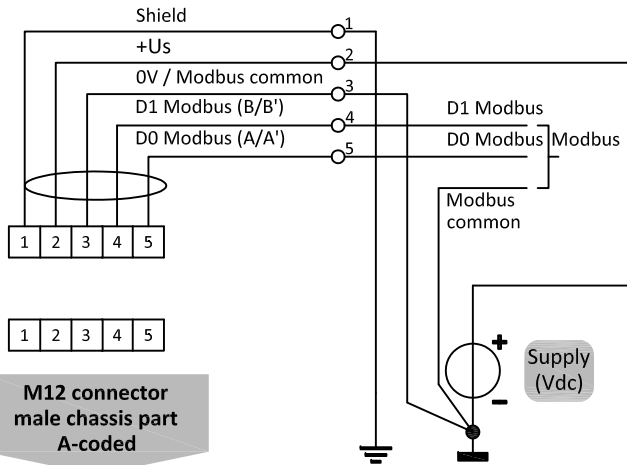 Shield
1
+Us
2
0V / Modbus common
3
D1 Modbus (B/B')
4
D1 Modbus
D0 Modbus (A/A')
5
D0 Modbus
Modbus
Modbus
common
1 2 3 4 5
1 2 3 4 5
+
Supply
(Vdc)
-
M12 connector
male chassis part
A-coded